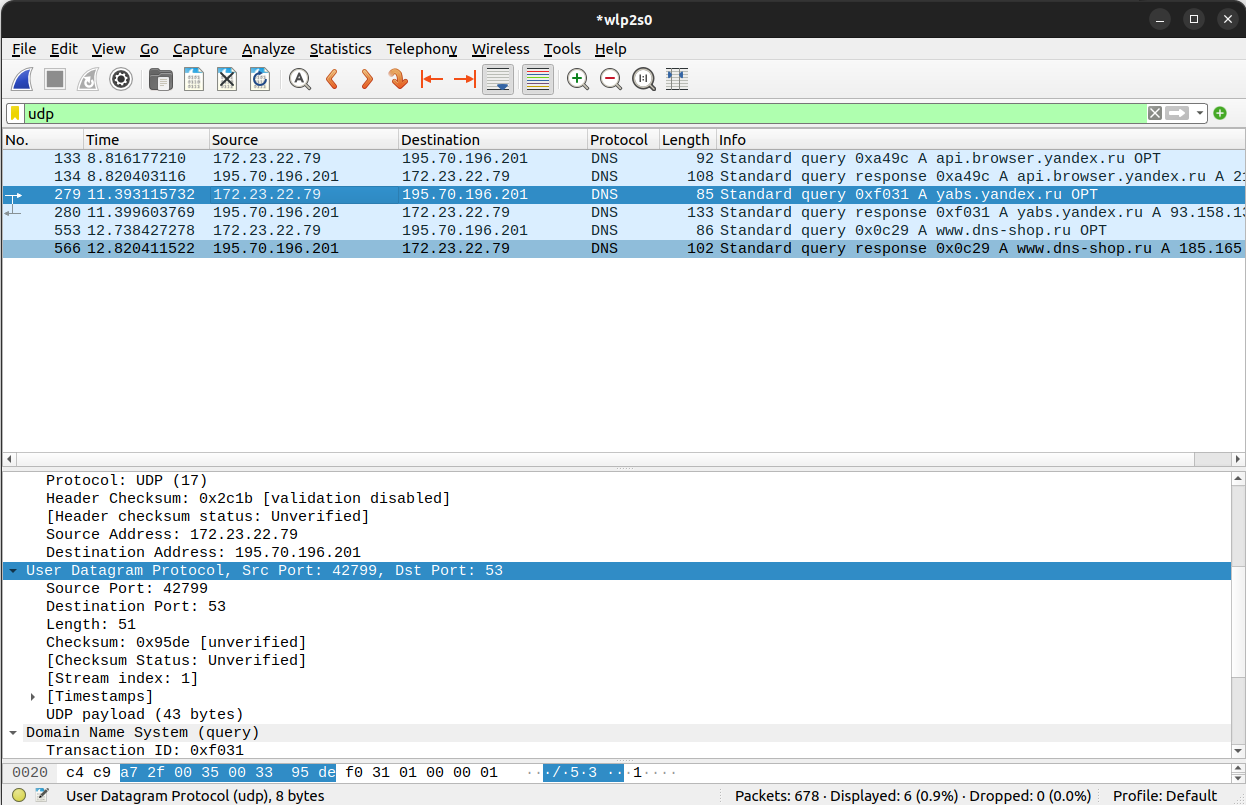 *wlp2s0
File Edit View Go Capture Analyze Statistics Telephony Wireless Tools Help
udp
No. Time Source Destination Protocol Length Info
133 8.816177210 172.23.22.79 195.70.196.201 DNS 92 Standard query 0xa49c A api.browser.yandex.ru OPT
134 8.820403116 195.70.196.201 172.23.22.79 DNS 108 Standard query response 0xa49c A api.browser.yandex.ru A 21
279 11.393115732 172.23.22.79 195.70.196.201 DNS 85 Standard query 0xf031 A yabs.yandex.ru OPT
280 11.399603769 195.70.196.201 172.23.22.79 DNS 133 Standard query response 0xf031 A yabs.yandex.ru A 93.158.13
553 12.738427278 172.23.22.79 195.70.196.201 DNS 86 Standard query 0x0c29 A www.dns-shop.ru OPT
566 12.820411522 195.70.196.201 172.23.22.79 DNS 102 Standard query response 0x0c29 A www.dns-shop.ru A 185.165
Protocol: UDP (17)
Header Checksum: 0x2c1b [validation disabled]
[Header checksum status: Unverified]
Source Address: 172.23.22.79
Destination Address: 195.70.196.201
User Datagram Protocol, Src Port: 42799, Dst Port: 53
Source Port: 42799
Destination Port: 53
Length: 51
Checksum: 0x95de [unverified]
[Checksum Status: Unverified]
[Stream index: 1]
[Timestamps]
UDP payload (43 bytes)
Domain Name System (query)
Transaction ID: 0xf031
0020 c4 c9 a7 2f 00 35 00 33 95 de f0 31 01 00 00 01 ···/·5·3 ···1····
User Datagram Protocol (udp), 8 bytes Packets: 678 · Displayed: 6 (0.9%) · Dropped: 0 (0.0%) Profile: Default